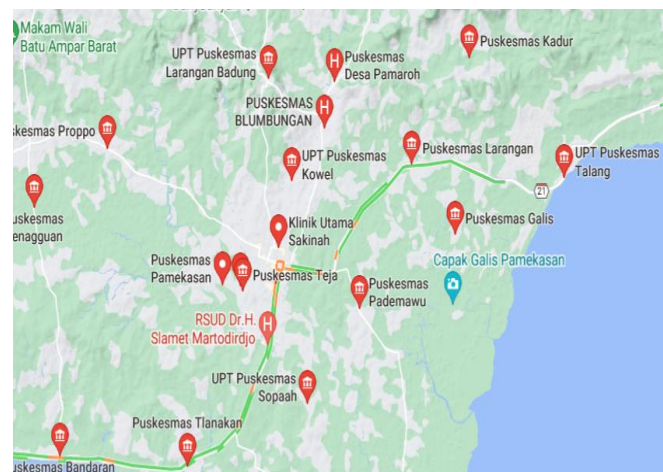 Makam Wali
Batu Ampar Barat
UPT Puskesmas
Larangan Badung
Puskesmas
Desa Pamaroh
Puskesmas Kadur
PUSKESMAS
BLUMBUNGAN
skesmas Proppo
UPT Puskesmas
Kowel
Puskesmas Larangan
UPT Puskesmas
Talang
21
uskesmas
enagguan
Klinik Utama
Sakinah
Puskesmas Galis
Puskesmas
Pamekasan
Puskesmas Teja
Capak Galis Pamekasan
Puskesmas
Pademawu
RSUD Dr.H.
Slamet Martodirdjo
UPT Puskesmas
Sopaah
Puskesmas Tlanakan
uskesmas Bandaran